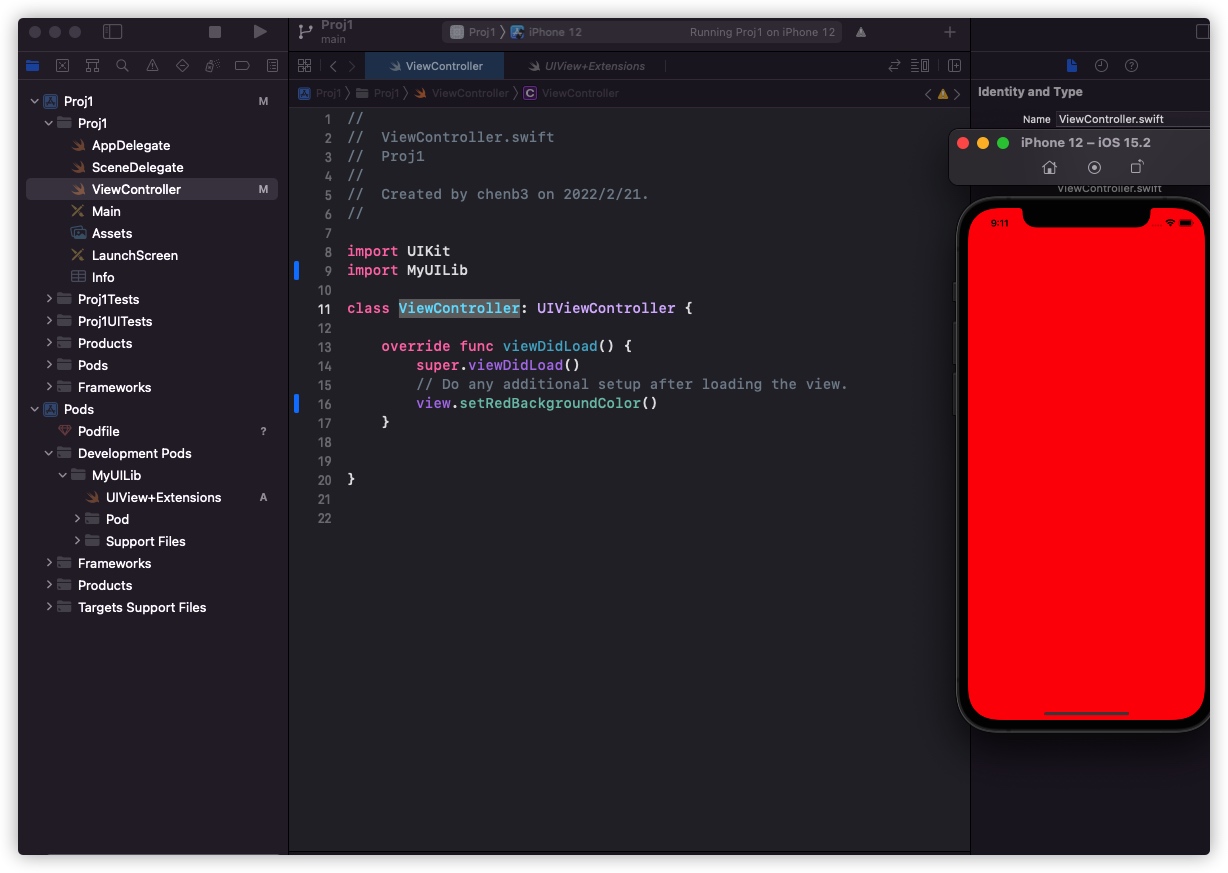 Proj1
main
Proj1
iPhone 12
Running Proj1 on iPhone 12
ViewController
UIView+Extensions
Proj1
Proj1
ViewController
C
ViewController
Proj1
M
Proj1
AppDelegate
SceneDelegate
ViewController
M
Main
Assets
LaunchScreen
Info
Proj1Tests
Proj1UITests
Products
Pods
Frameworks
Pods
Podfile
?
Development Pods
MyUILib
UIView+Extensions
A
Pod
Support Files
Frameworks
Products
Targets Support Files
1 //
2 //  ViewController.swift
3 //  Proj1
4 //
5 //  Created by chenb3 on 2022/2/21.
6 //
7
8 import UIKit
9 import MyUILib
10
11 class ViewController: UIViewController {
12
13     override func viewDidLoad() {
14         super.viewDidLoad()
15         // Do any additional setup after loading the view.
16         view.setRedBackgroundColor()
17     }
18
19
20 }
21
22
Identity and Type
Name ViewController.swift
iPhone 12 – iOS 15.2
ViewController.swift
9:11